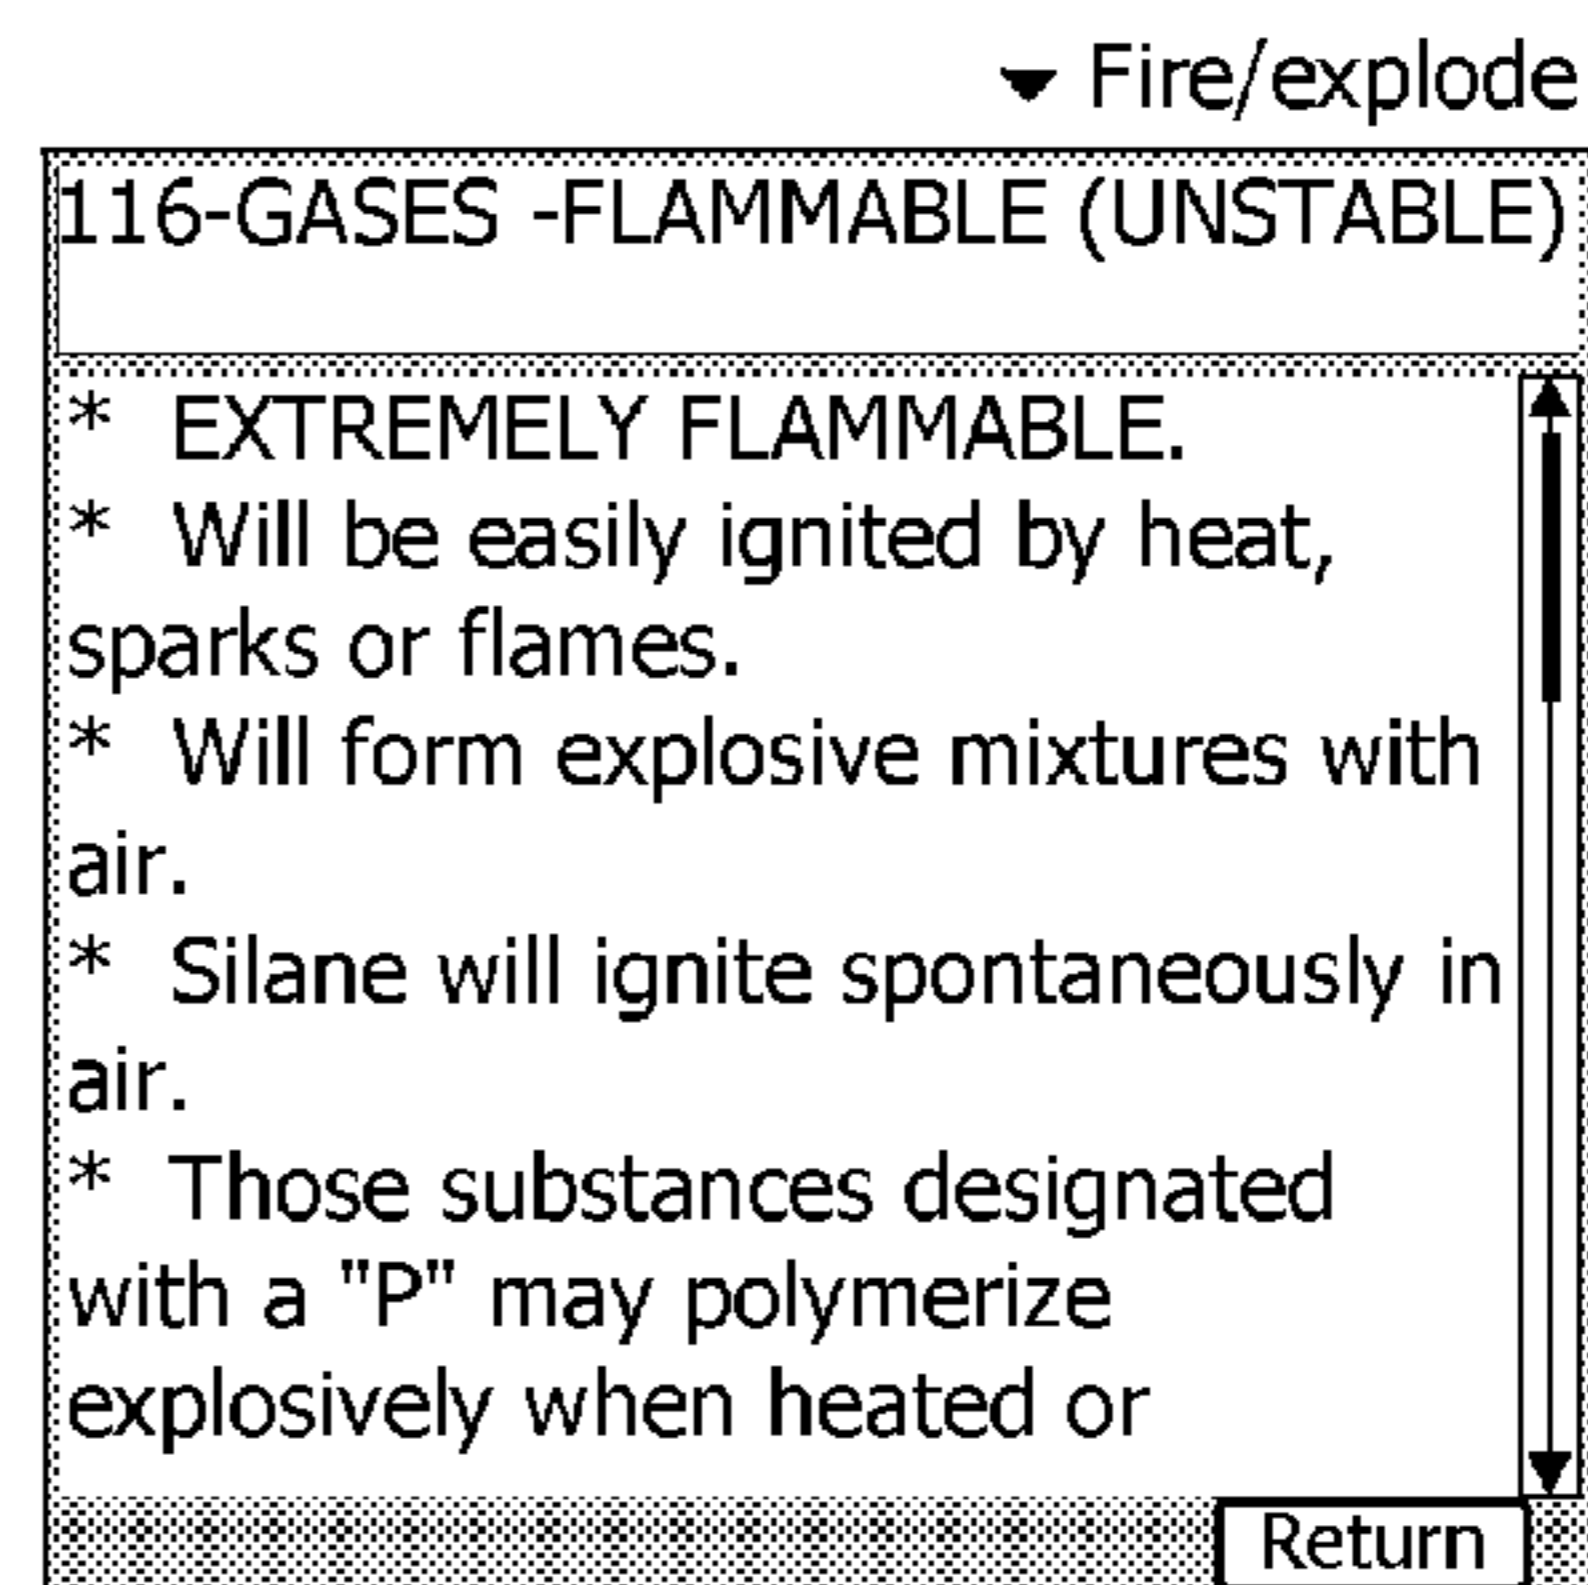 Fire/explode
116-GASES -FLAMMABLE (UNSTABLE)
* EXTREMELY FLAMMABLE.
* Will be easily ignited by heat,
sparks or flames.
* Will form explosive mixtures with
air.
* Silane will ignite spontaneously in
air.
* Those substances designated
with a "P" may polymerize
explosively when heated or
Return